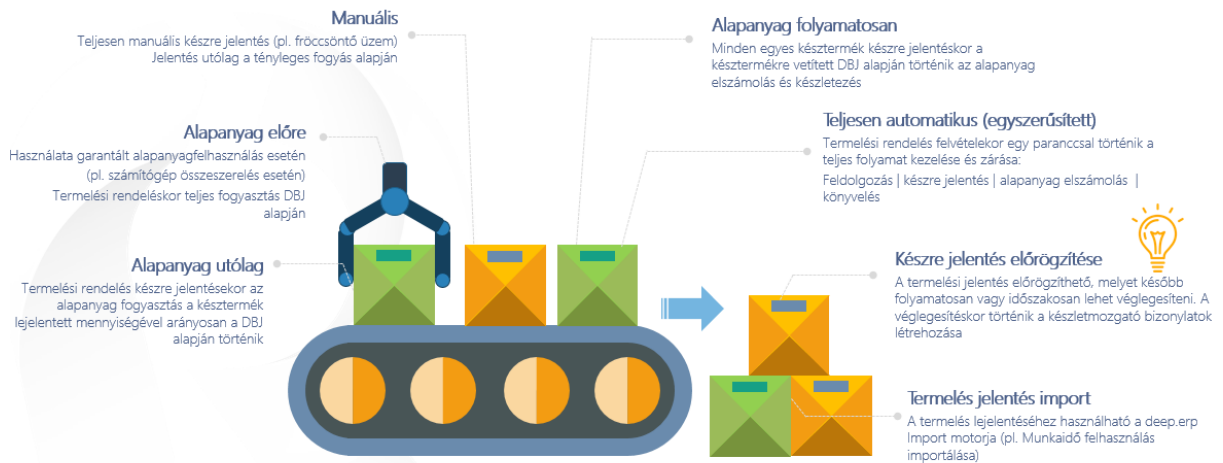 Manuális
Teljesen manuális készre jelentés (pl. fröccsöntő üzem)
Jelentés utólag a tényleges fogyás alapján
Alapanyag előre
Használata garantált alapanyagfelhasználás esetén
(pl. számítógép összeszerelés esetén)
Termelési rendeléskor teljes fogyasztás DBJ
alapján
Alapanyag utólag
Termelési rendelés készre jelentésekor az
alapanyag fogyasztás a késztermék
lejelentett mennyiségével arányosan a DBJ
alapján történik
Alapanyag folyamatosan
Minden egyes késztermék készre jelentéskor a
késztermékre vetített DBJ alapján történik az alapanyag
elszámolás és készletezés
Teljesen automatikus (egyszerűsített)
Termelési rendelés felvételekor egy paranccsal történik a
teljes folyamat kezelése és zárása:
Feldolgozás | készre jelentés | alapanyag elszámolás |
könyvelés
Készre jelentés előrögzítése
A termelési jelentés előrögzíthető, melyet később
folyamatosan vagy időszakosan lehet véglegesíteni. A
véglegesítéskor történik a készletmozgató bizonylatok
létrehozása
Termelés jelentés import
A termelés lejelentéséhez használható a deep.erp
Import motorja (pl. Munkaidő felhasználás
importálása)